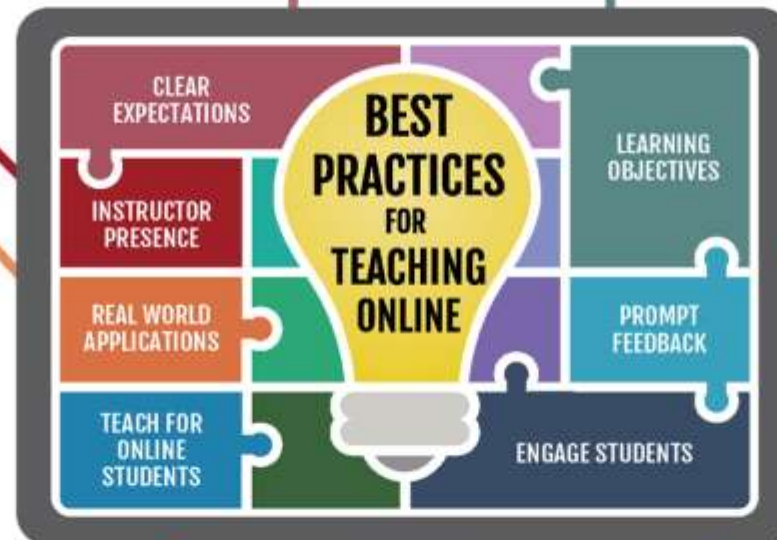 CLEAR
EXPECTATIONS
BEST
PRACTICES
FOR
TEACHING
ONLINE
LEARNING
OBJECTIVES
INSTRUCTOR
PRESENCE
REAL WORLD
APPLICATIONS
PROMPT
FEEDBACK
TEACH FOR
ONLINE
STUDENTS
ENGAGE STUDENTS